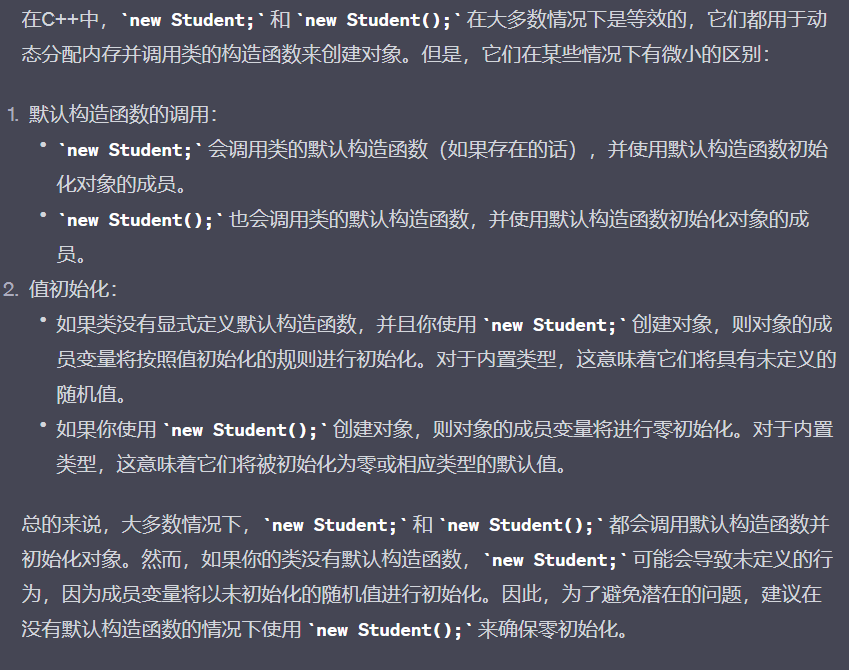 在C++中，`new Student;` 和 `new Student();` 在大多数情况下是等效的，它们都用于动
态分配内存并调用类的构造函数来创建对象。但是，它们在某些情况下有微小的区别：
1. 默认构造函数的调用：
• `new Student;` 会调用类的默认构造函数（如果存在的话），并使用默认构造函数初始
化对象的成员。
• `new Student();` 也会调用类的默认构造函数，并使用默认构造函数初始化对象的成
员。
2. 值初始化：
• 如果类没有显式定义默认构造函数，并且你使用 `new Student;` 创建对象，则对象的成
员变量将按照值初始化的规则进行初始化。对于内置类型，这意味着它们将具有未定义的
随机值。
• 如果你使用 `new Student();` 创建对象，则对象的成员变量将进行零初始化。对于内置
类型，这意味着它们将被初始化为零或相应类型的默认值。
总的来说，大多数情况下，`new Student;` 和 `new Student();` 都会调用默认构造函数并
初始化对象。然而，如果你的类没有默认构造函数，`new Student;` 可能会导致未定义的行
为，因为成员变量将以未初始化的随机值进行初始化。因此，为了避免潜在的问题，建议在
没有默认构造函数的情况下使用 `new Student();` 来确保零初始化。